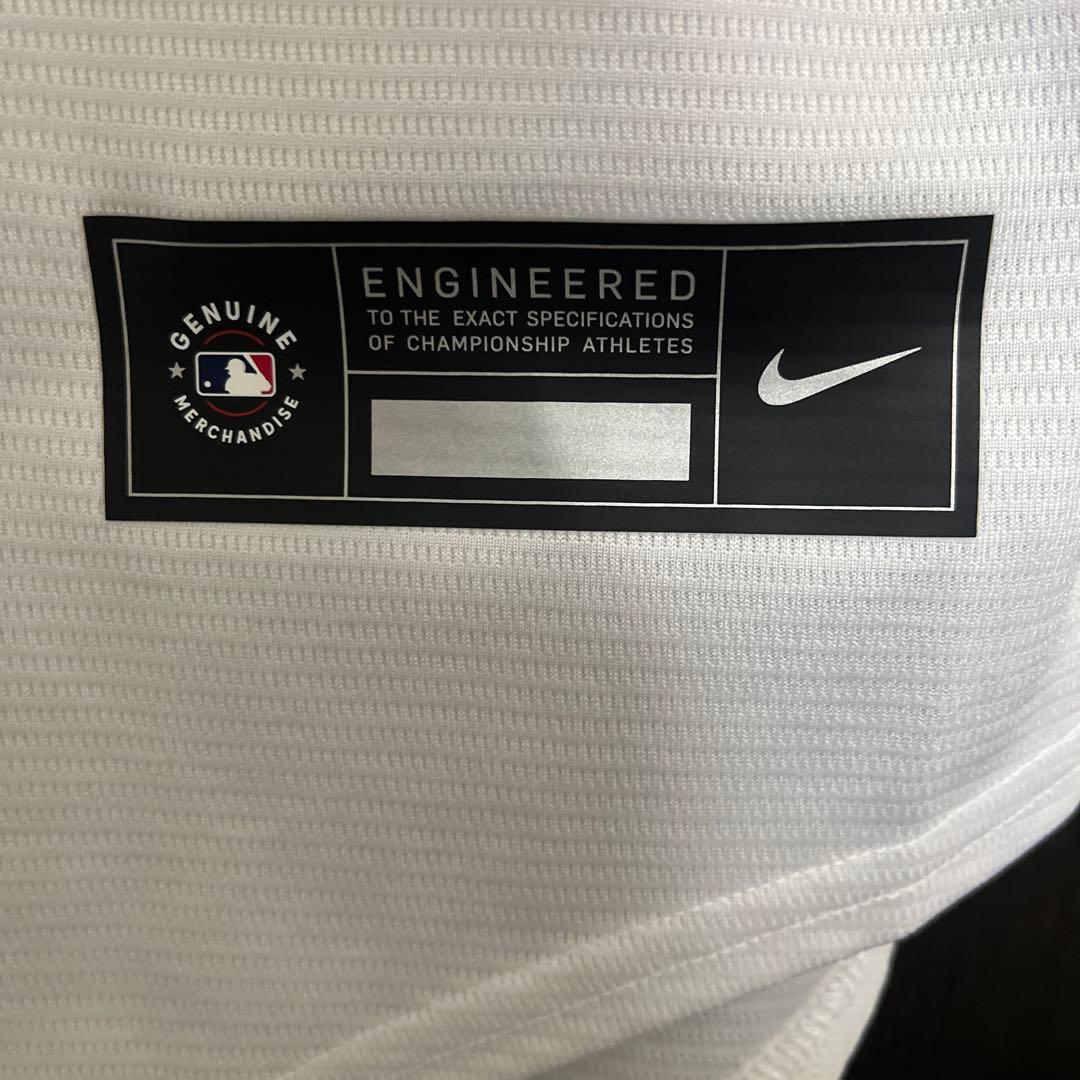 GENUINE
MERCHANDISE
ENGINEERED
TO THE EXACT SPECIFICATIONS
OF CHAMPIONSHIP ATHLETES